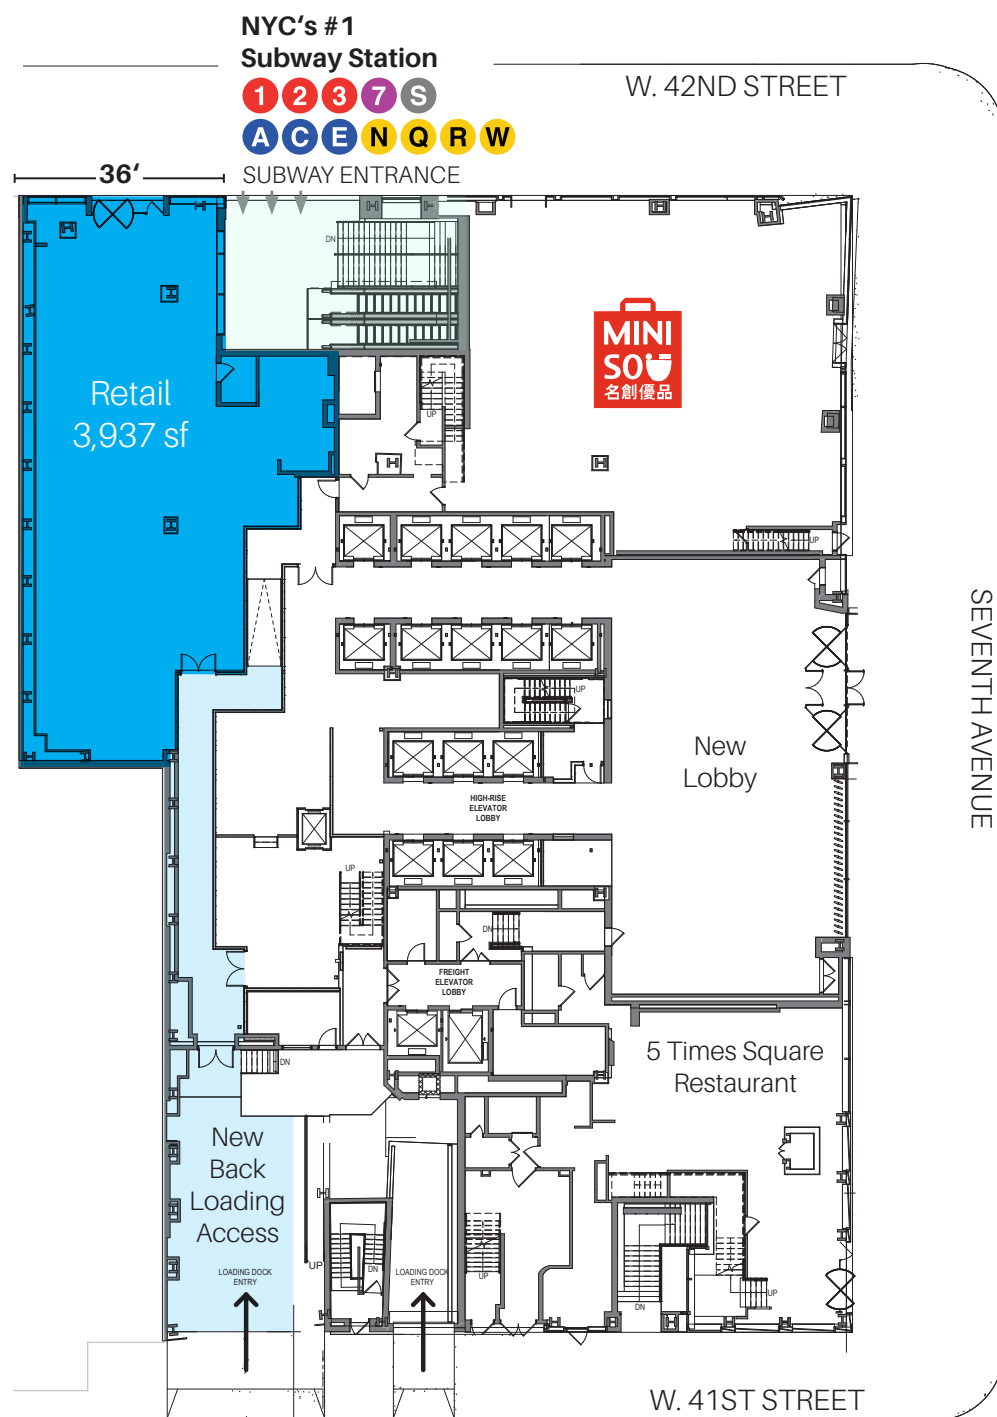 NYC's #1
Subway Station
1 2 3 7 S
A C E N Q R W
SUBWAY ENTRANCE
W. 42ND STREET
36'
DN
MINI
SO
名創優品
Retail
3,937 sf
UP
UP
SEVENTH AVENUE
UP
New
Lobby
HIGH-RISE
ELEVATOR
LOBBY
UP
DN
FREIGHT
ELEVATOR
LOBBY
5 Times Square
Restaurant
DN
New
Back
Loading
Access
LOADING DOCK
ENTRY
UP
DN
LOADING DOCK
ENTRY
UP
DN
UP
W. 41ST STREET